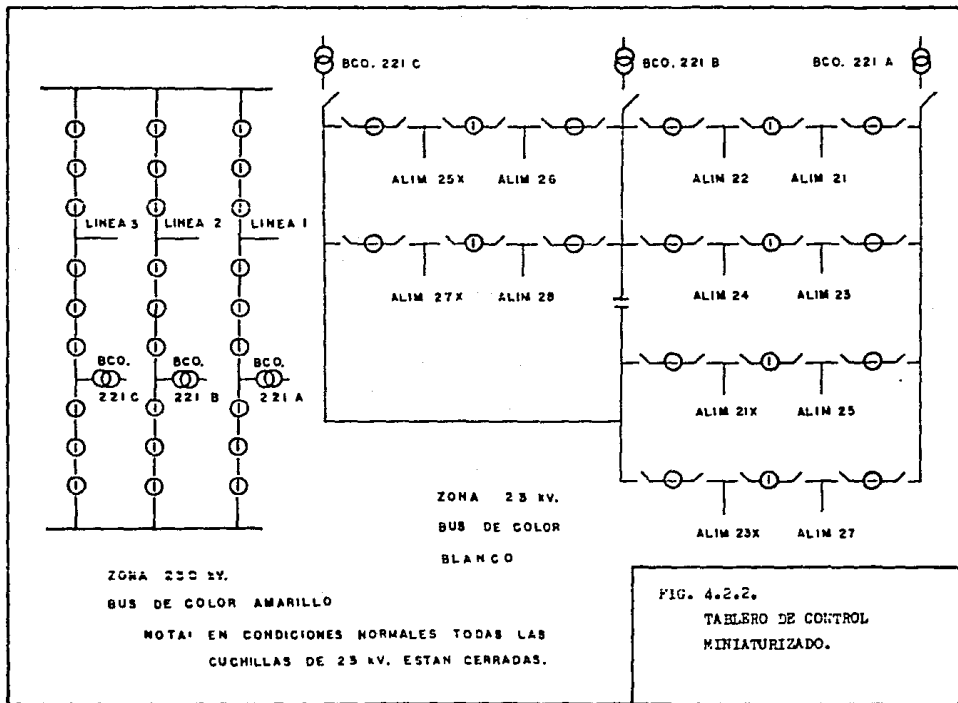 BCO. 221 C
BCO. 221 B
BCO. 221 A
ALIM 25X
ALIM 26
ALIM 22
ALIM 21
LINEA 3
LINEA 2
LINEA 1
ALIM 27X
ALIM 28
ALIM 24
ALIM 23
BCO.
221 C
BCO.
221 B
BCO.
221 A
ALIM 21X
ALIM 25
ALIM 23X
ALIM 27
ZONA 23 KV.
BUS DE COLOR
BLANCO
ZONA 230 KV.
BUS DE COLOR AMARILLO
NOTA: EN CONDICIONES NORMALES TODAS LAS
CUCHILLAS DE 23 KV. ESTAN CERRADAS.
FIG. 4.2.2.
TABLERO DE CONTROL
MINIATURIZADO.